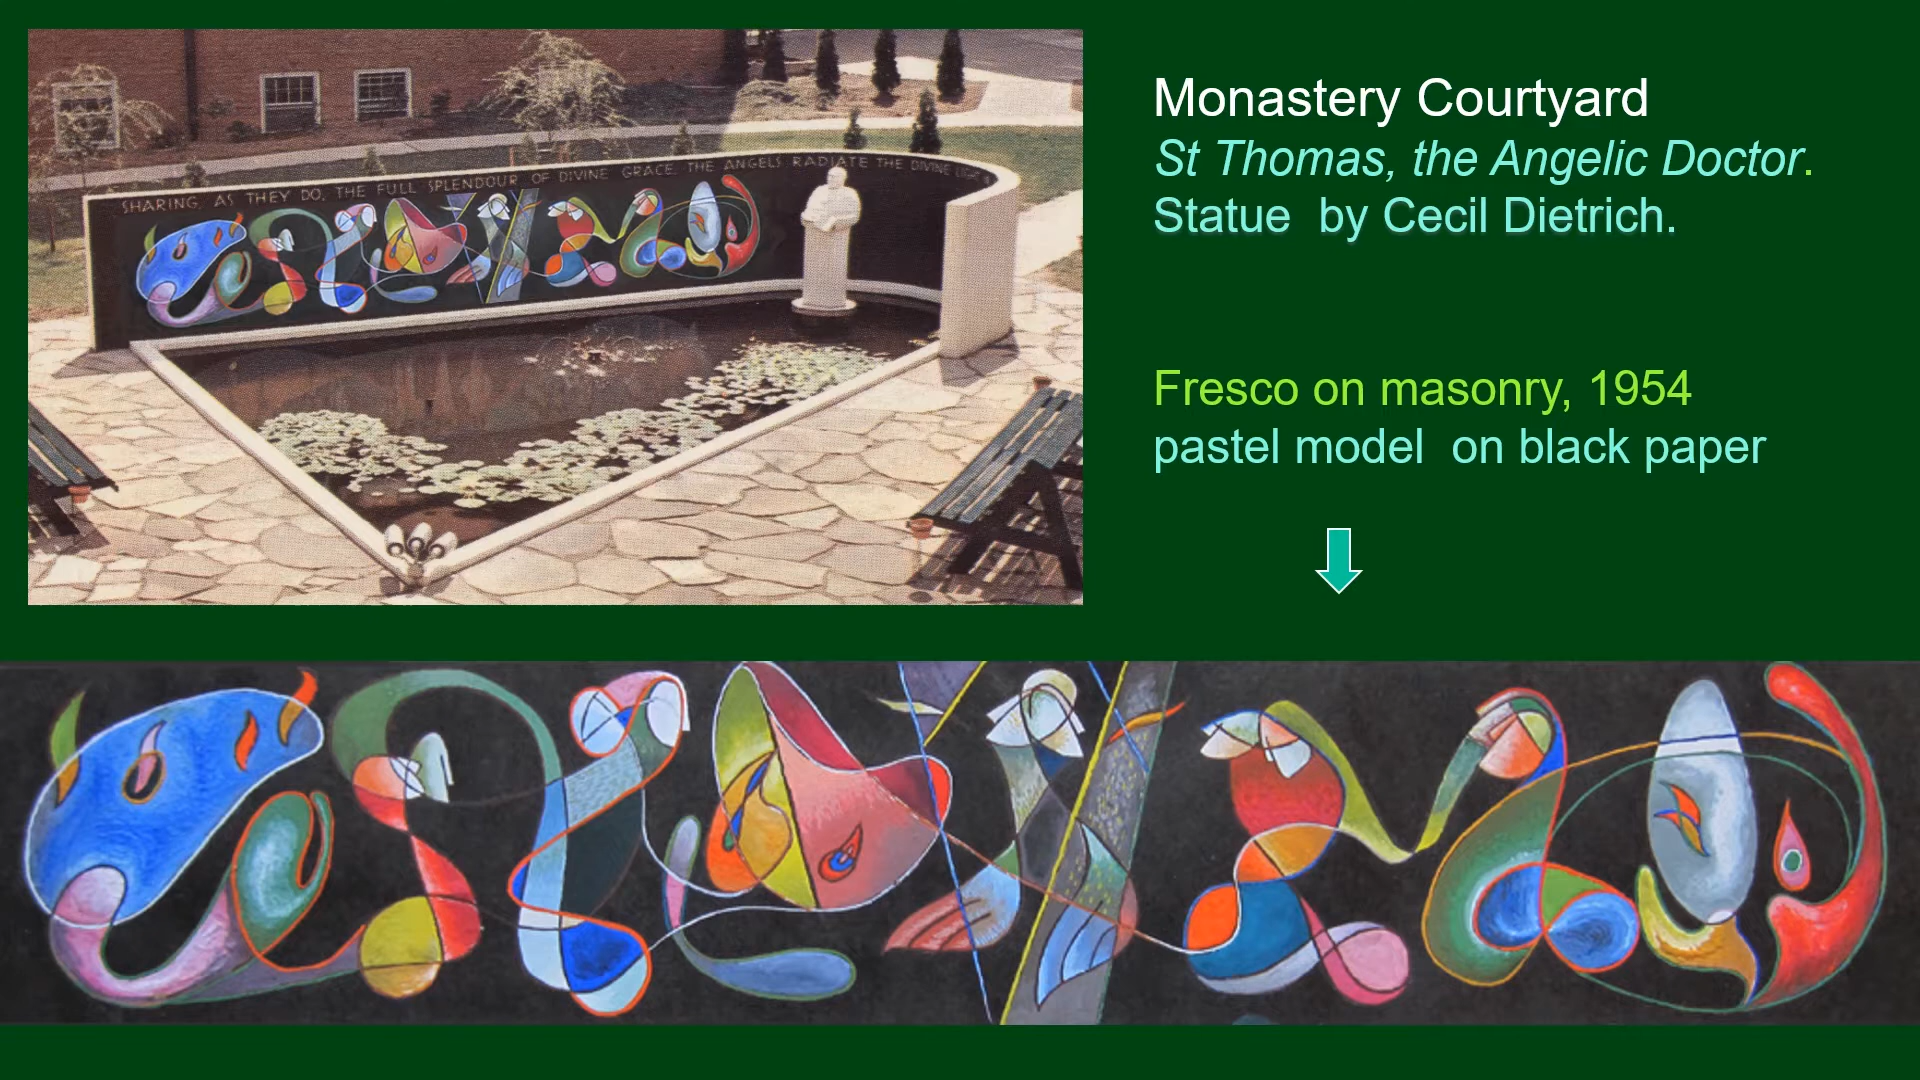 SHARING, AS THEY DO, THE FULL SPLENDOUR OF DIVINE GRACE. THE ANGELS RADIATE THE DIVINE LIGHT
Monastery Courtyard
St Thomas, the Angelic Doctor.
Statue by Cecil Dietrich.
Fresco on masonry, 1954
pastel model on black paper